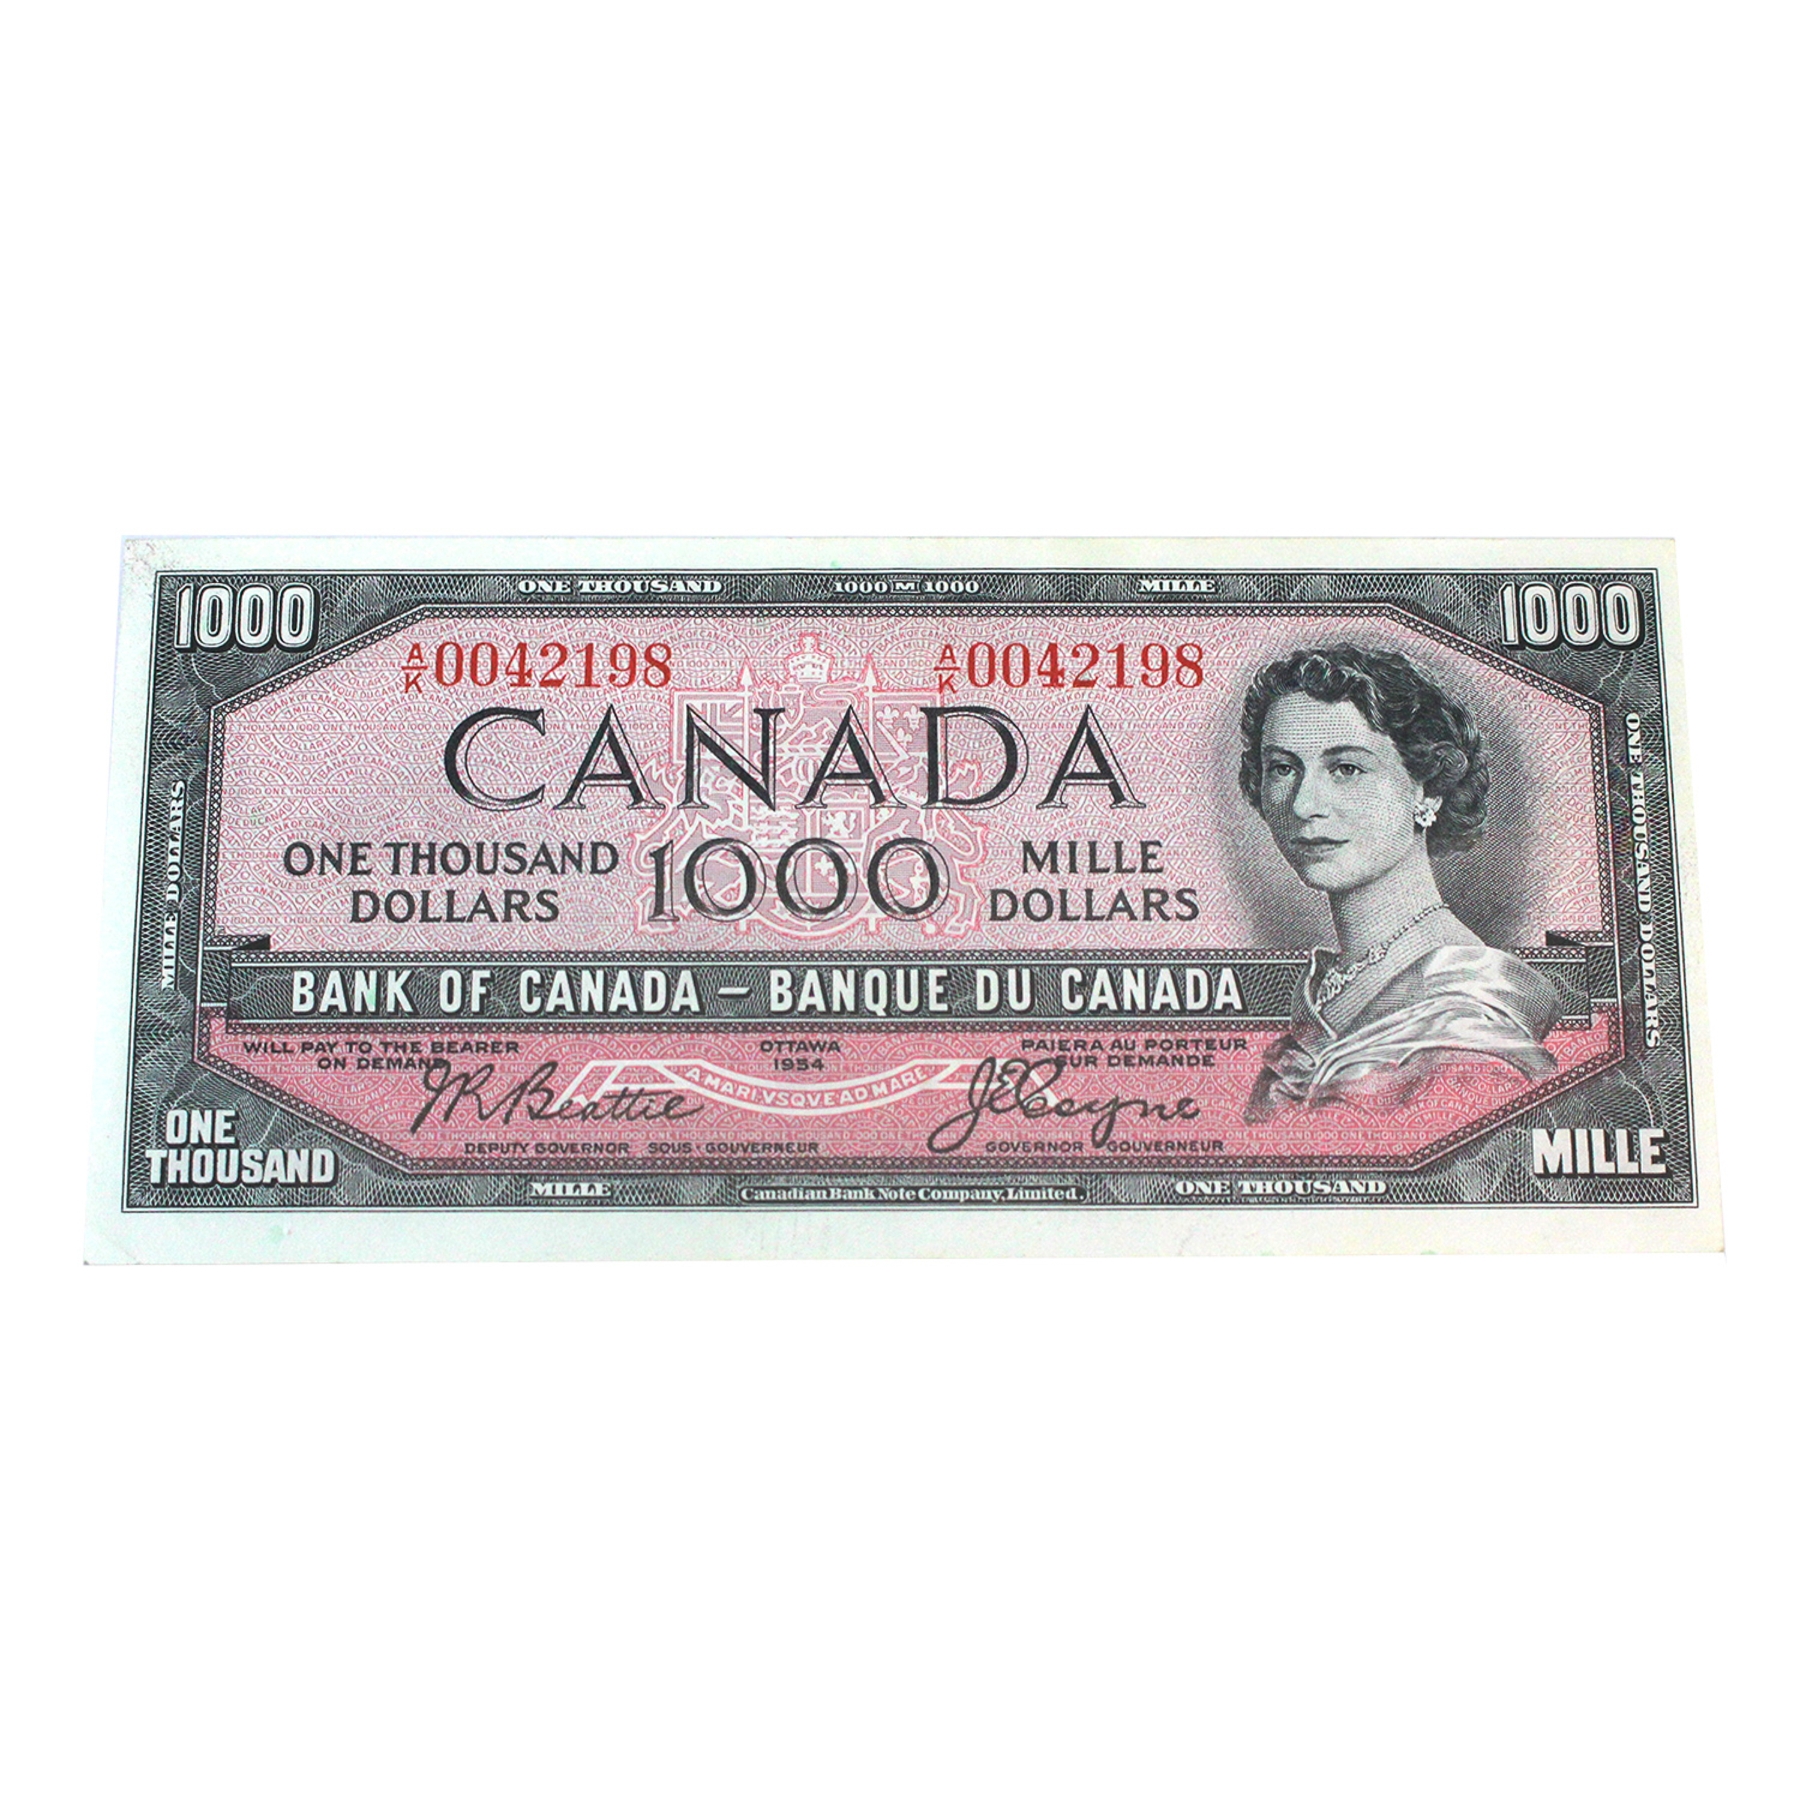 ONE THOUSAND 1000 M 1000 MILLE
1000 1000
A/K 0042198 A/K 0042198
CANADA
ONE THOUSAND DOLLARS
1000
MILLE DOLLARS
MILLE DOLLARS
ONE THOUSAND DOLLARS
BANK OF CANADA – BANQUE DU CANADA
WILL PAY TO THE BEARER
ON DEMAND
OTTAWA
1954
PAIERA AU PORTEUR
SUR DEMANDE
A MARI VSQVE AD MARE
JR Beattie
J E Coyne
DEPUTY GOVERNOR SOUS-GOUVERNEUR
GOVERNOR GOUVERNEUR
ONE
THOUSAND
MILLE
MILLE Canadian Bank Note Company, Limited. ONE THOUSAND